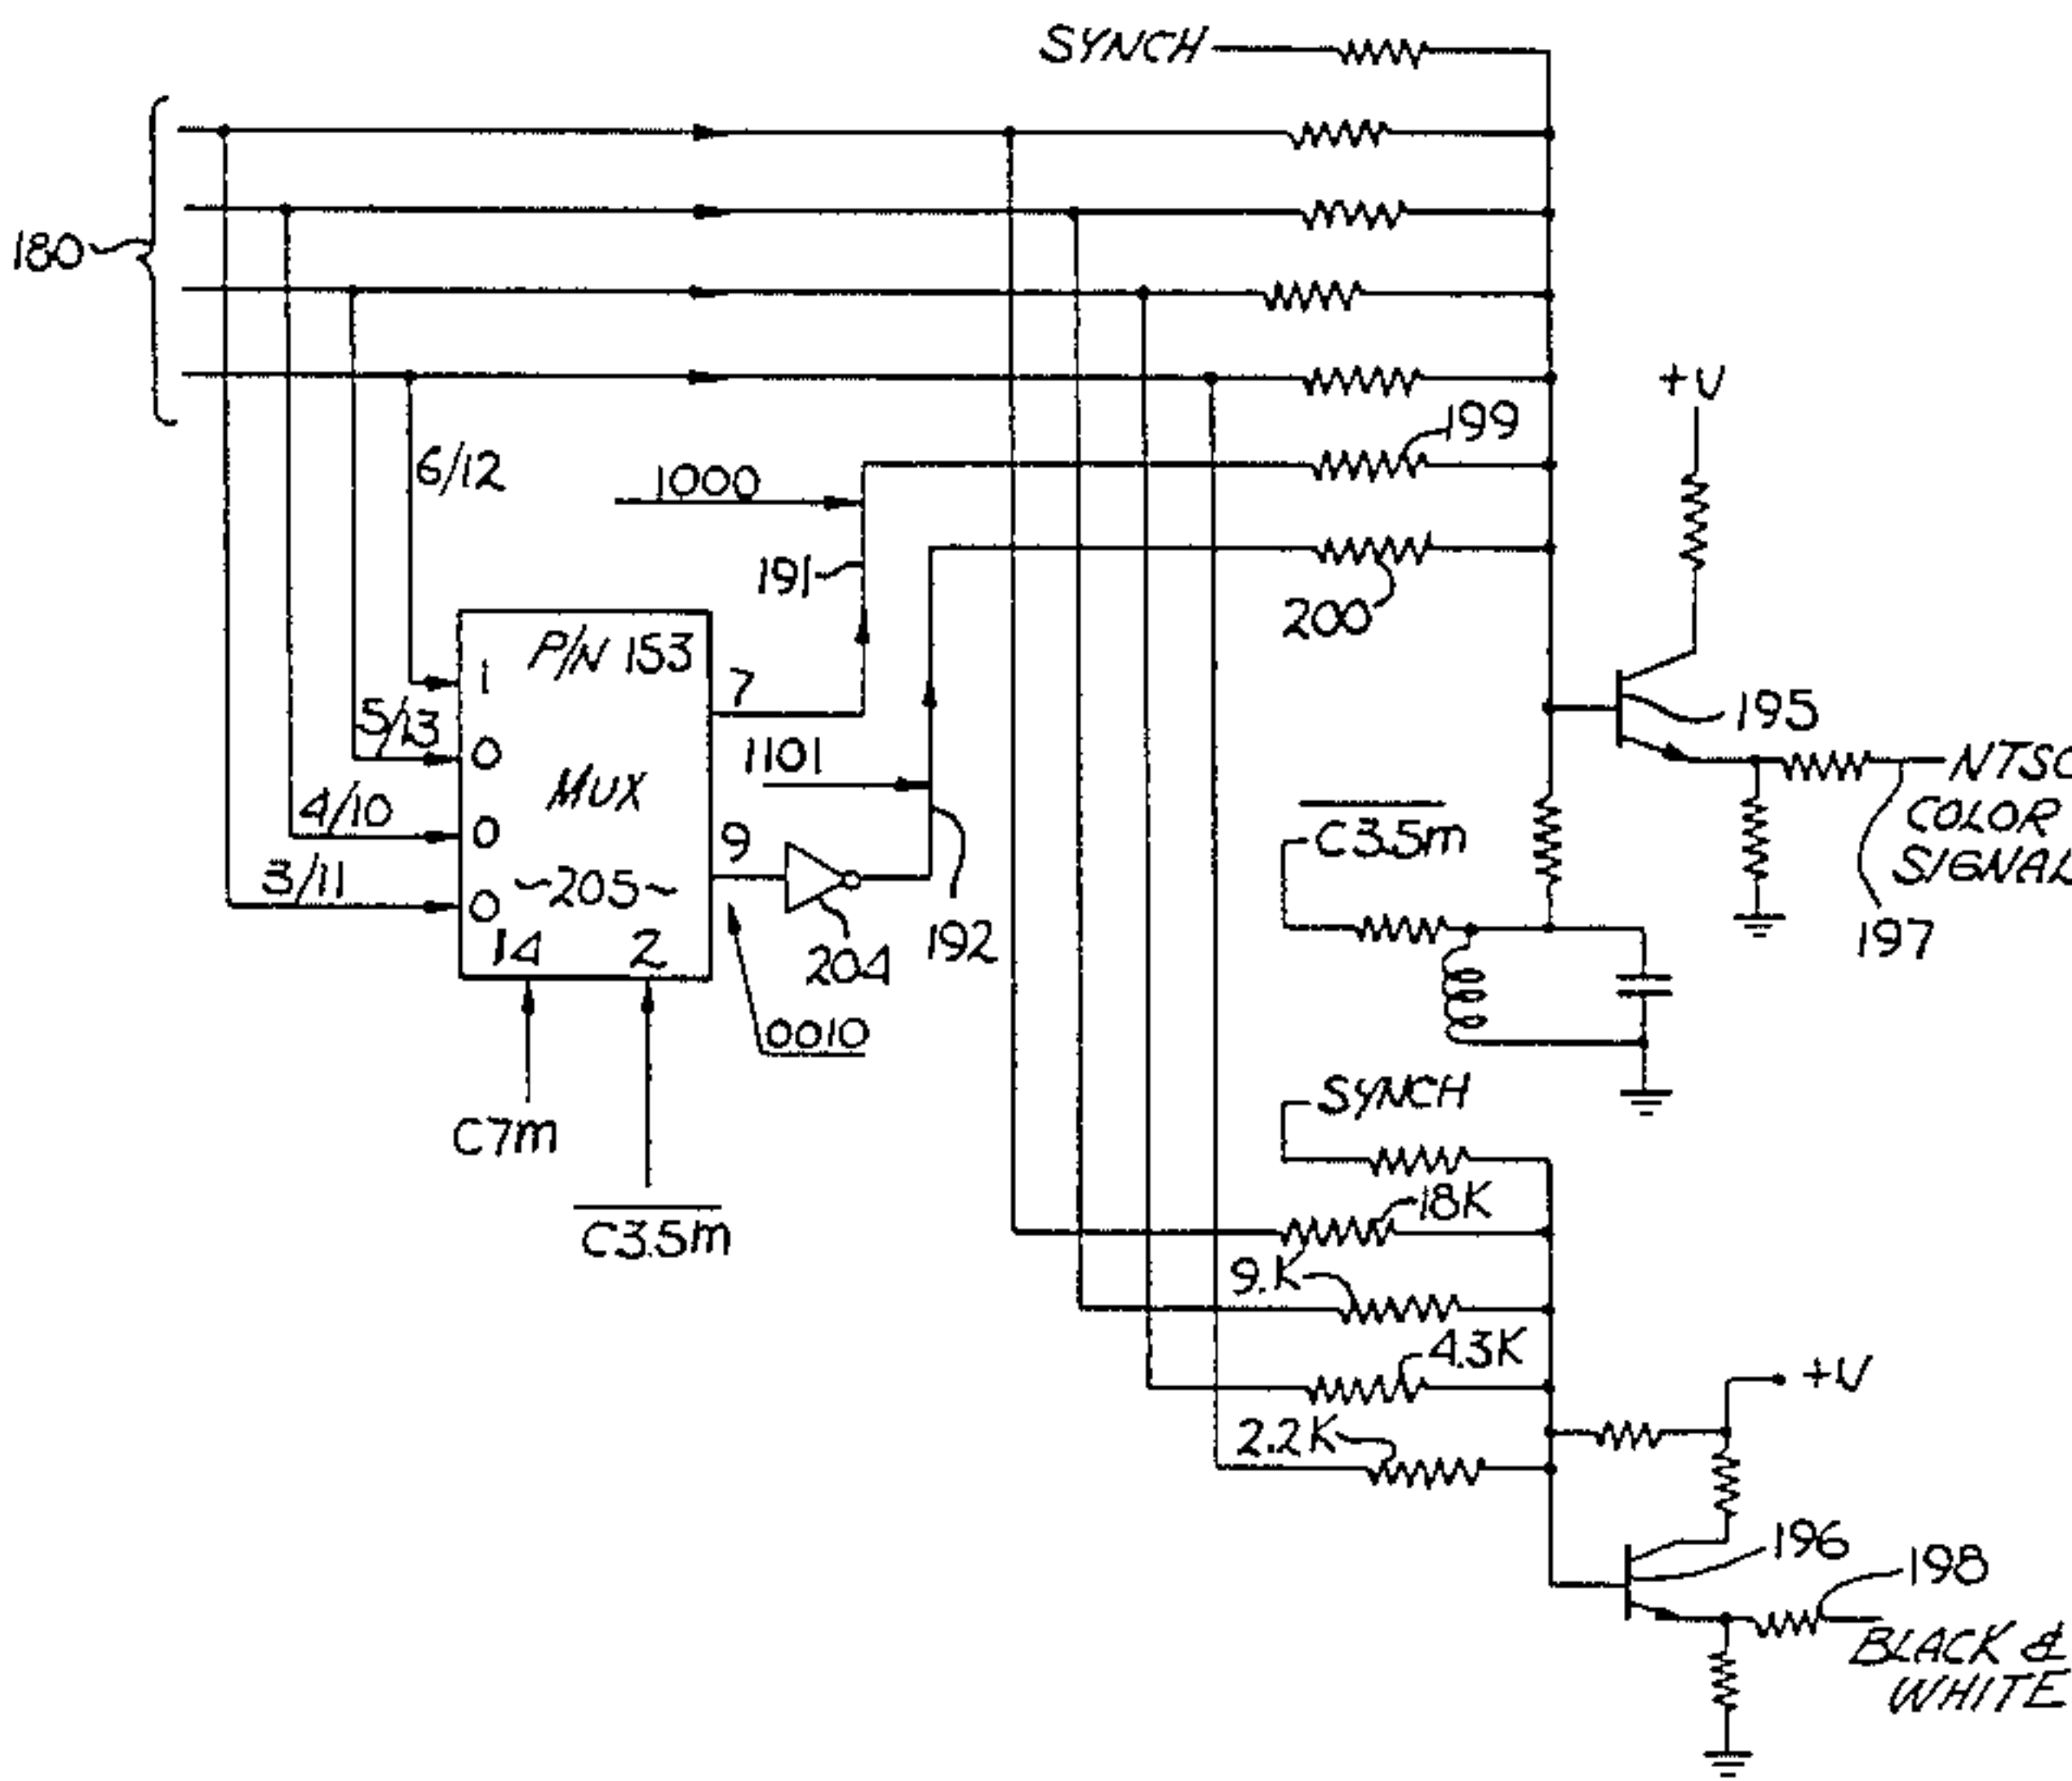 SYNCH
180
+V
199
6/12
1000
191
200
P/N 153
1
7
5/13
0
1101
195
MUX
NTSC
COLOR
SIGNAL
4/10
0
9
C3.5m
3/11
~205~
0
14
2
204
192
197
0010
C7m
SYNCH
18K
C3.5m
9.K
4.3K
+V
2.2K
196
198
BLACK &
WHITE